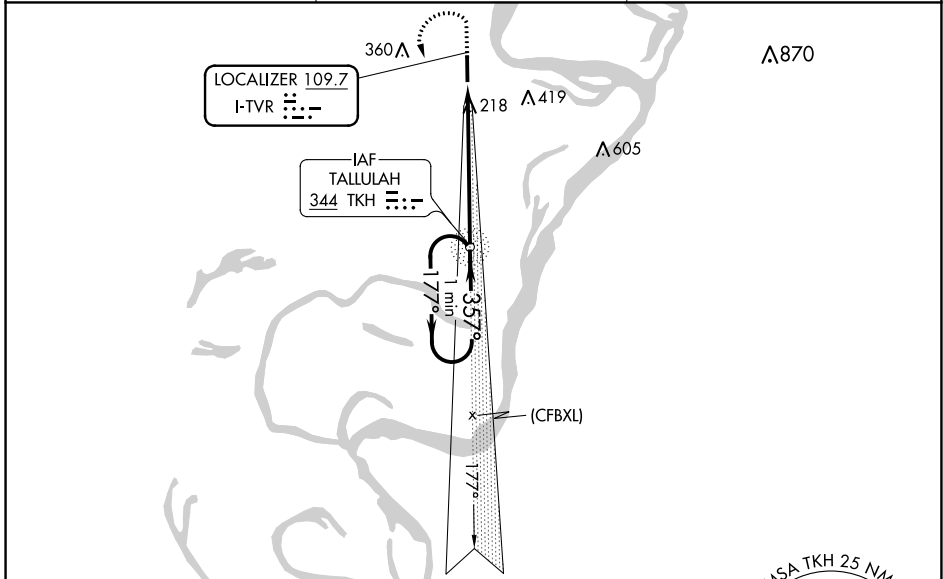 360
870
LOCALIZER 109.7
I-TVR
218
419
605
IAF
TALLULAH
344 TKH
177°
1 min
357°
(CFBXL)
177°
MSA TKH 25 NM